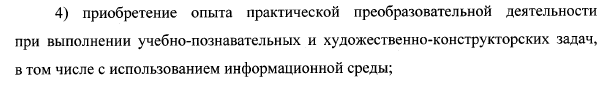 4) приобретение опыта практической преобразовательной деятельности
при выполнении учебно-познавательных и художественно-конструкторских задач,
в том числе с использованием информационной среды;